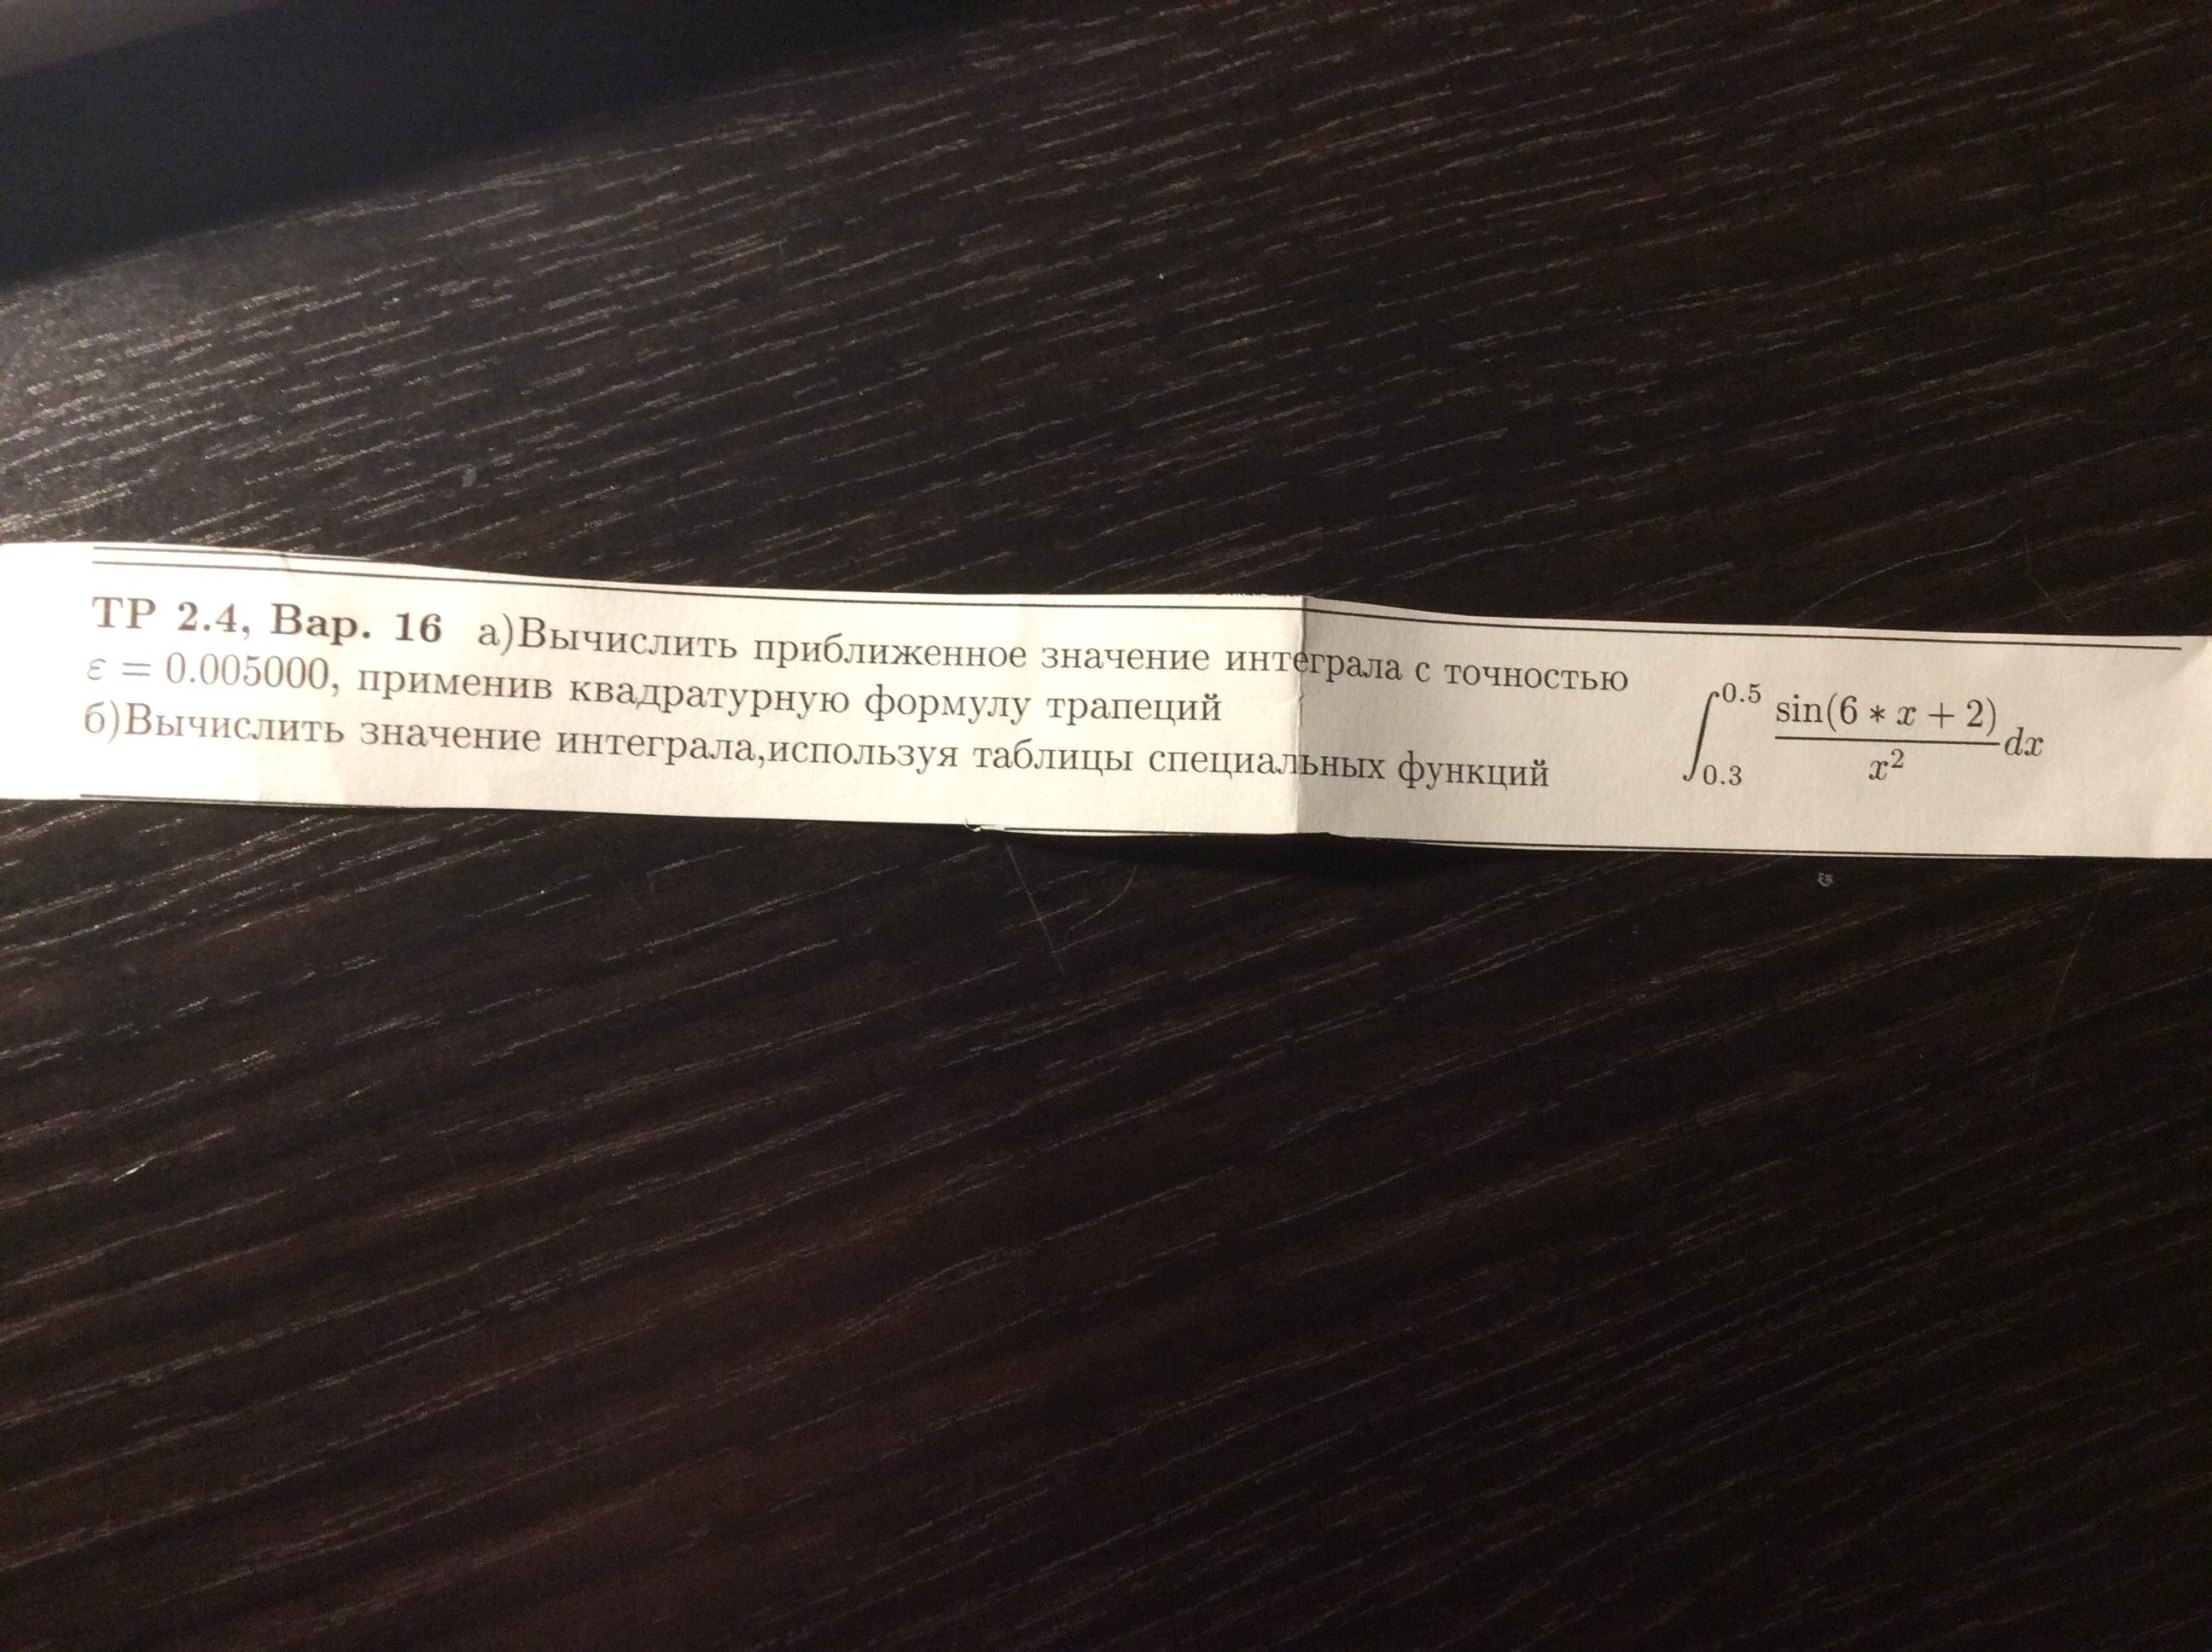 ТР 2.4, Вар. 16 а)Вычислить приближенное значение интеграла с точностью
ε = 0.005000, применив квадратурную формулу трапеций
б)Вычислить значение интеграла,используя таблицы специальных функций
∫_{0.3}^{0.5} \frac{sin(6 * x + 2)}{x^2} dx